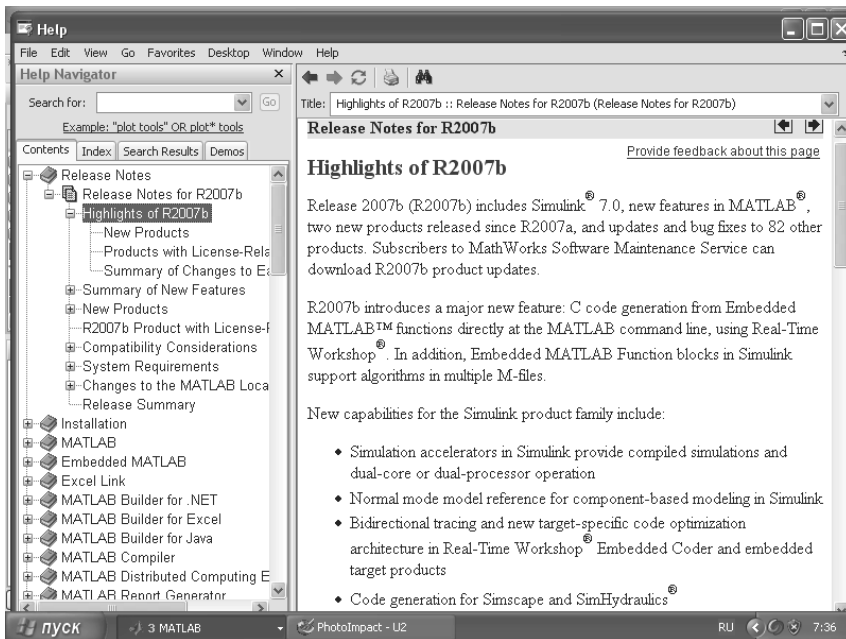 Help
File Edit View Go Favorites Desktop Window Help
Help Navigator
Search for:
Go
Example: "plot tools" OR plot* tools
Contents Index Search Results Demos
Release Notes
Release Notes for R2007b
Highlights of R2007b
New Products
Products with License-Rela
Summary of Changes to Ea
Summary of New Features
New Products
R2007b Product with License-F
Compatibility Considerations
System Requirements
Changes to the MATLAB Loca
Release Summary
Installation
MATLAB
Embedded MATLAB
Excel Link
MATLAB Builder for .NET
MATLAB Builder for Excel
MATLAB Builder for Java
MATLAB Compiler
MATLAB Distributed Computing E
MATLAB Report Generator
Title: Highlights of R2007b :: Release Notes for R2007b (Release Notes for R2007b)
Release Notes for R2007b
Provide feedback about this page
Highlights of R2007b
Release 2007b (R2007b) includes Simulink® 7.0, new features in MATLAB®,
two new products released since R2007a, and updates and bug fixes to 82 other
products. Subscribers to MathWorks Software Maintenance Service can
download R2007b product updates.
R2007b introduces a major new feature: C code generation from Embedded
MATLAB™ functions directly at the MATLAB command line, using Real-Time
Workshop®. In addition, Embedded MATLAB Function blocks in Simulink
support algorithms in multiple M-files.
New capabilities for the Simulink product family include:
• Simulation accelerators in Simulink provide compiled simulations and
dual-core or dual-processor operation
• Normal mode model reference for component-based modeling in Simulink
• Bidirectional tracing and new target-specific code optimization
architecture in Real-Time Workshop® Embedded Coder and embedded
target products
• Code generation for Simscape and SimHydraulics®
пуск
3 MATLAB
PhotoImpact - U2
RU
7:36